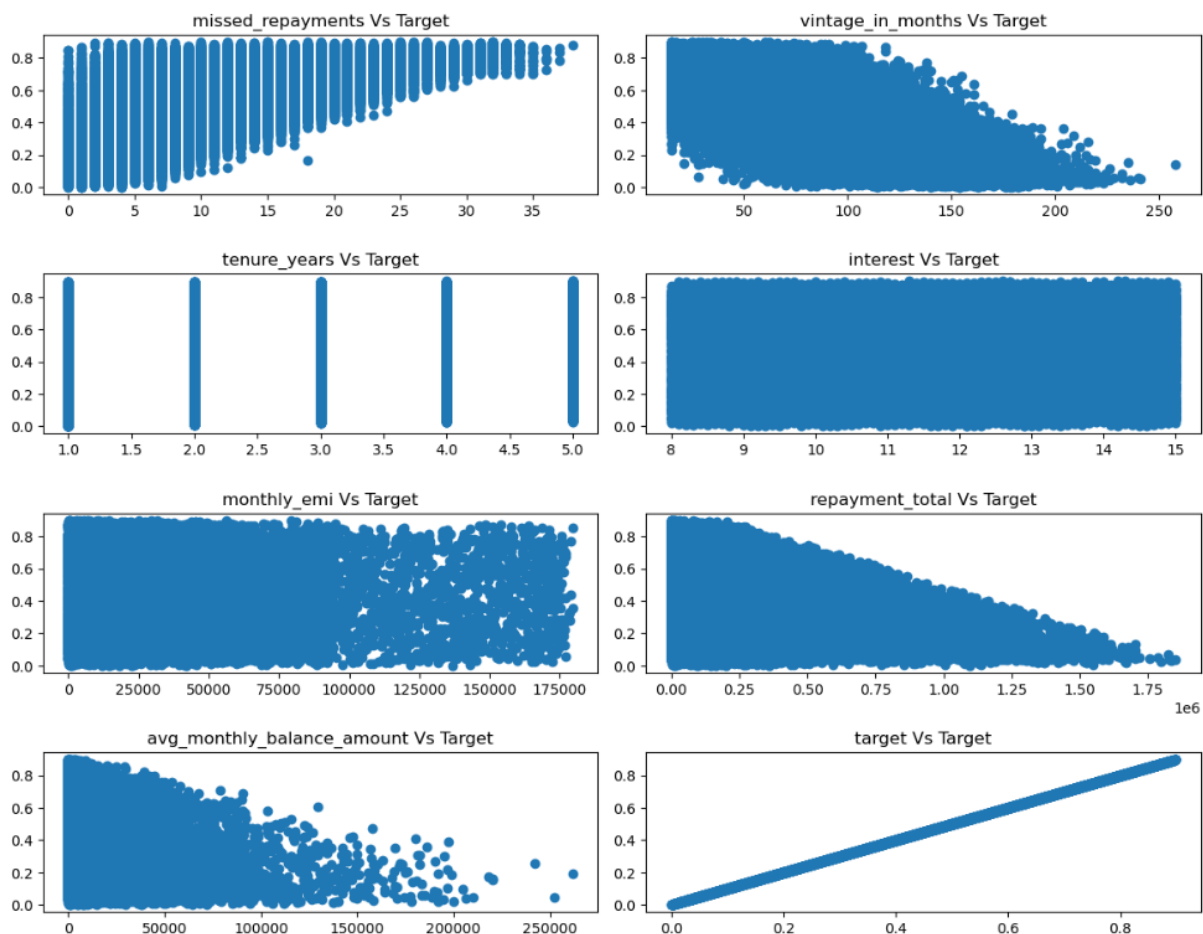 missed_repayments Vs Target
vintage_in_months Vs Target
0.8
0.6
0.4
0.2
0.0
0 5 10 15 20 25 30 35
0.8
0.6
0.4
0.2
0.0
50 100 150 200 250
tenure_years Vs Target
interest Vs Target
0.8
0.6
0.4
0.2
0.0
1.0 1.5 2.0 2.5 3.0 3.5 4.0 4.5 5.0
0.8
0.6
0.4
0.2
0.0
8 9 10 11 12 13 14 15
monthly_emi Vs Target
repayment_total Vs Target
0.8
0.6
0.4
0.2
0.0
0 25000 50000 75000 100000 125000 150000 175000
0.8
0.6
0.4
0.2
0.0
0.00 0.25 0.50 0.75 1.00 1.25 1.50 1.75
1e6
avg_monthly_balance_amount Vs Target
target Vs Target
0.8
0.6
0.4
0.2
0.0
0 50000 100000 150000 200000 250000
0.8
0.6
0.4
0.2
0.0
0.0 0.2 0.4 0.6 0.8